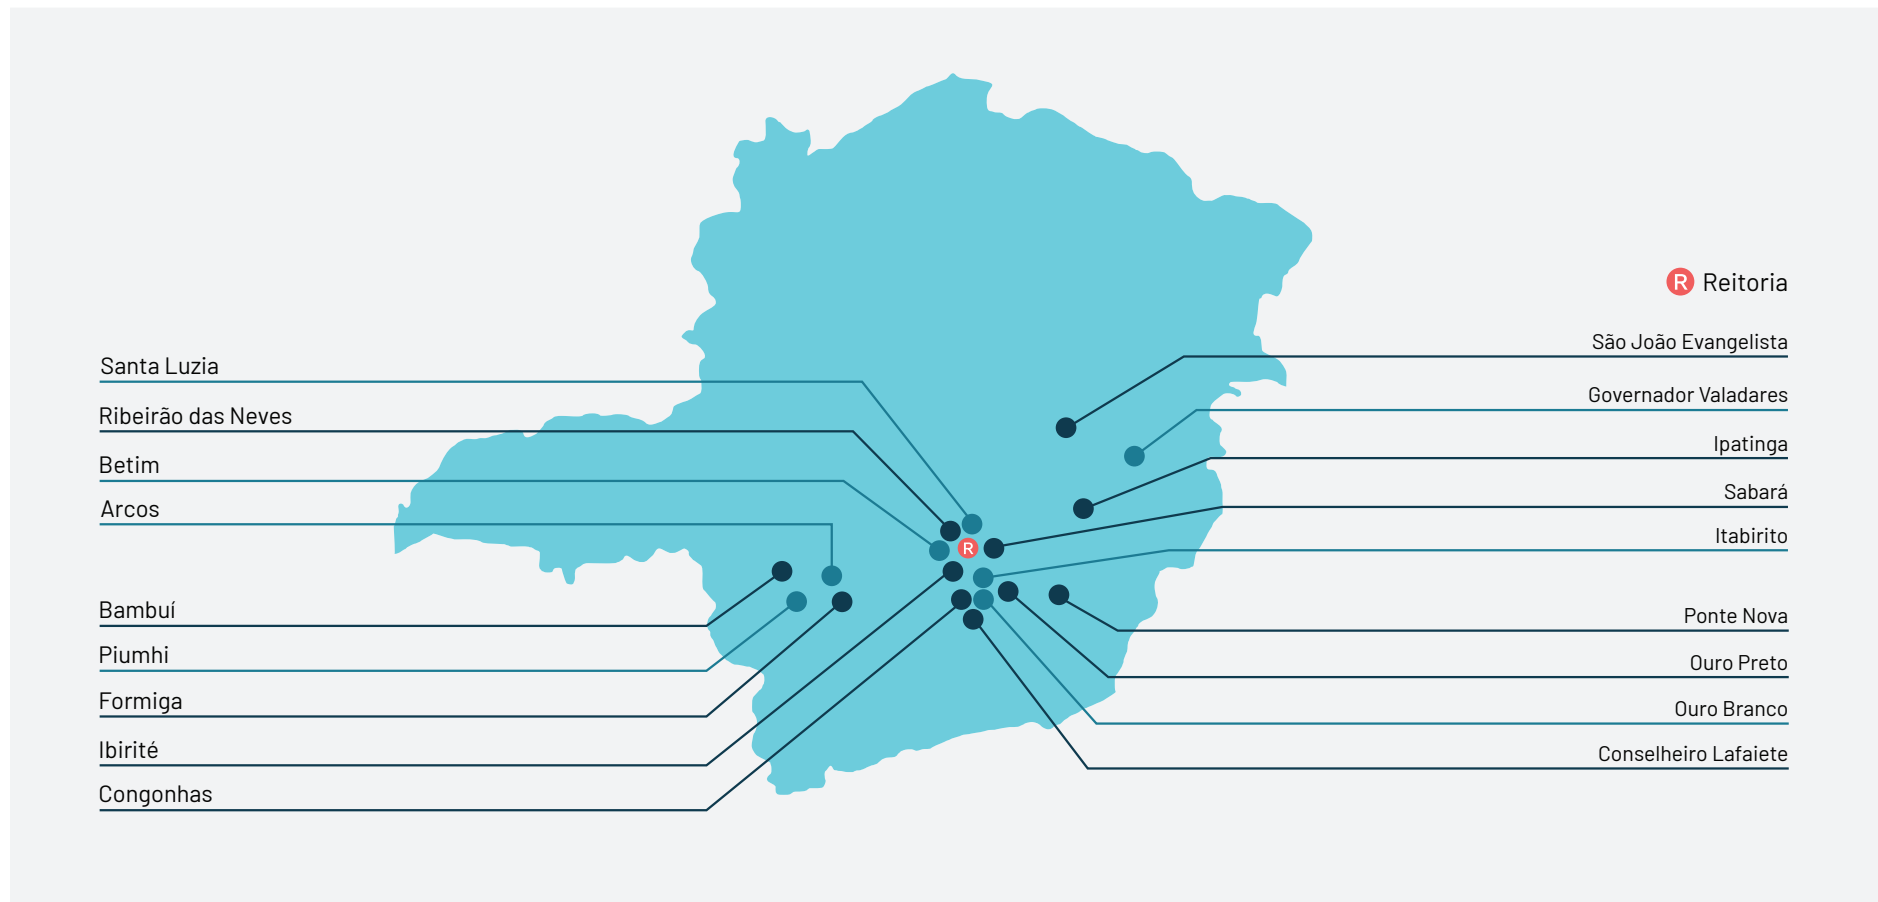 R Reitoria
São João Evangelista
Santa Luzia
Governador Valadares
Ribeirão das Neves
Ipatinga
Betim
Sabará
Arcos
Itabirito
R
Bambuí
Ponte Nova
Piumhi
Ouro Preto
Formiga
Ouro Branco
Ibirité
Conselheiro Lafaiete
Congonhas